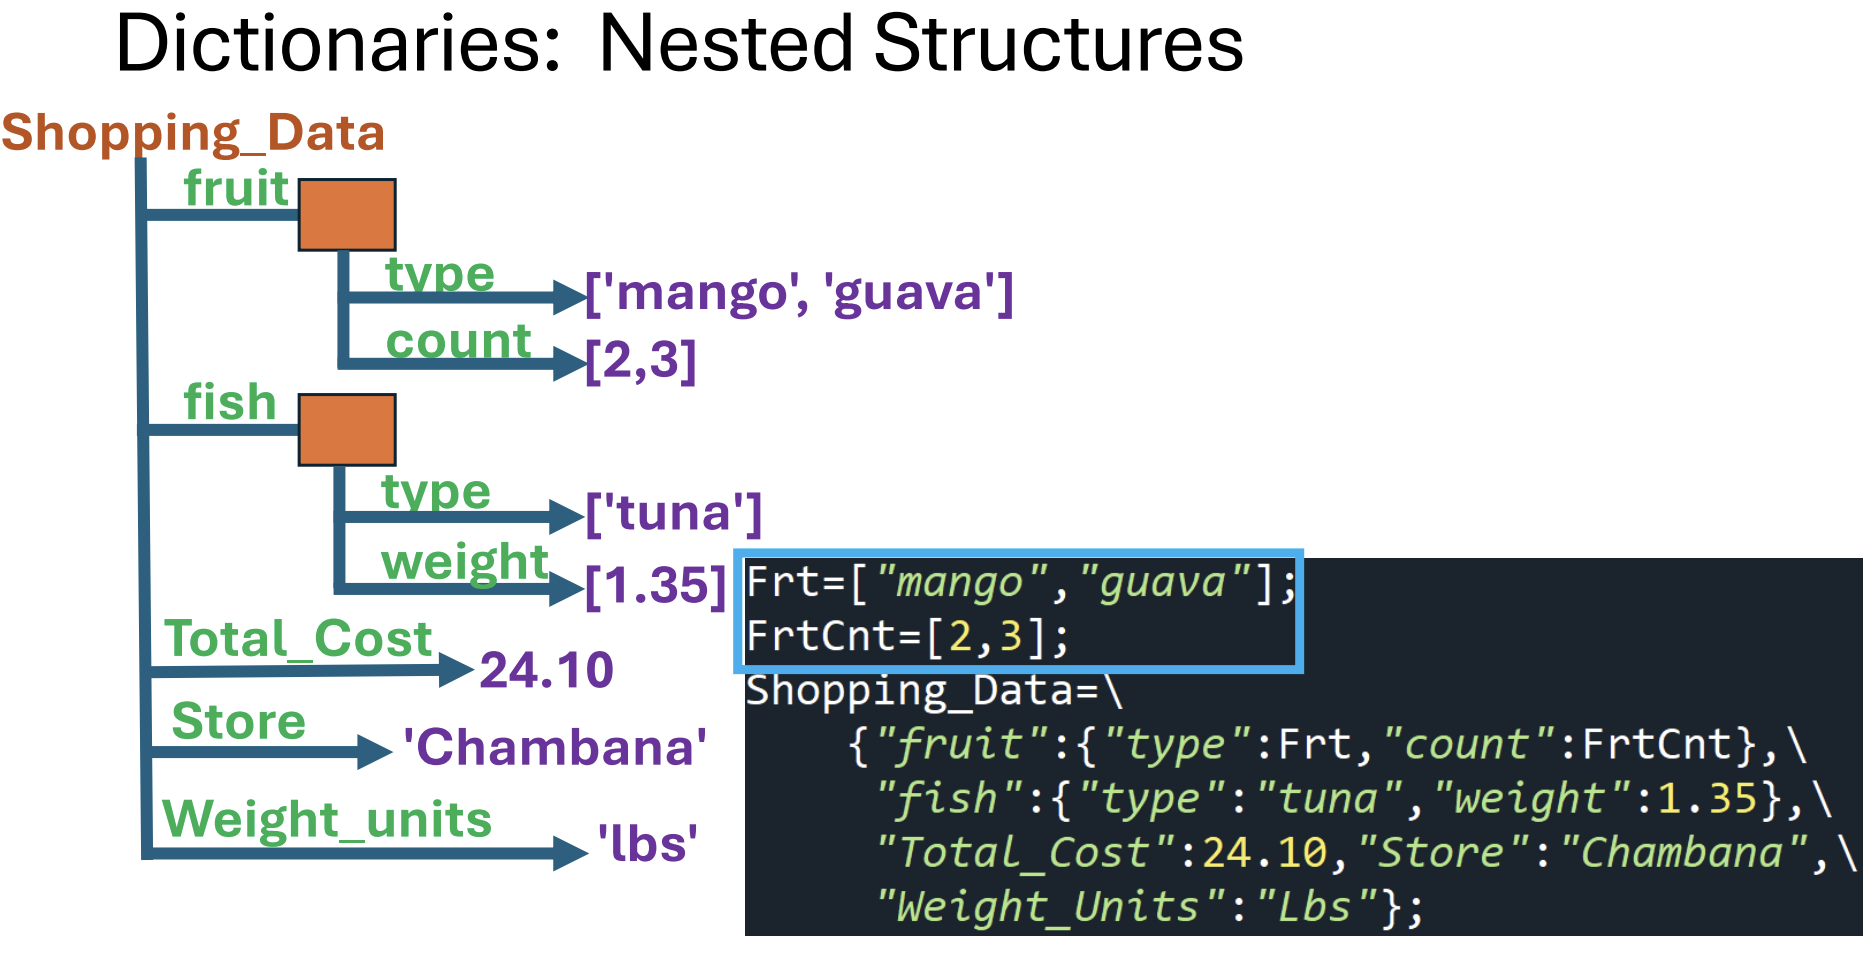 Dictionaries: Nested Structures
Shopping_Data
fruit
type
['mango', 'guava']
count
[2,3]
fish
type
['tuna']
weight
[1.35]
Total_Cost
24.10
Store
'Chambana'
Weight_units
'lbs'
Frt=["mango","guava"];
FrtCnt=[2,3];
Shopping_Data=\
{"fruit":{"type":Frt,"count":FrtCnt},\
"fish":{"type":"tuna","weight":1.35},\
"Total_Cost":24.10,"Store":"Chambana",\
"Weight_Units":"Lbs"};